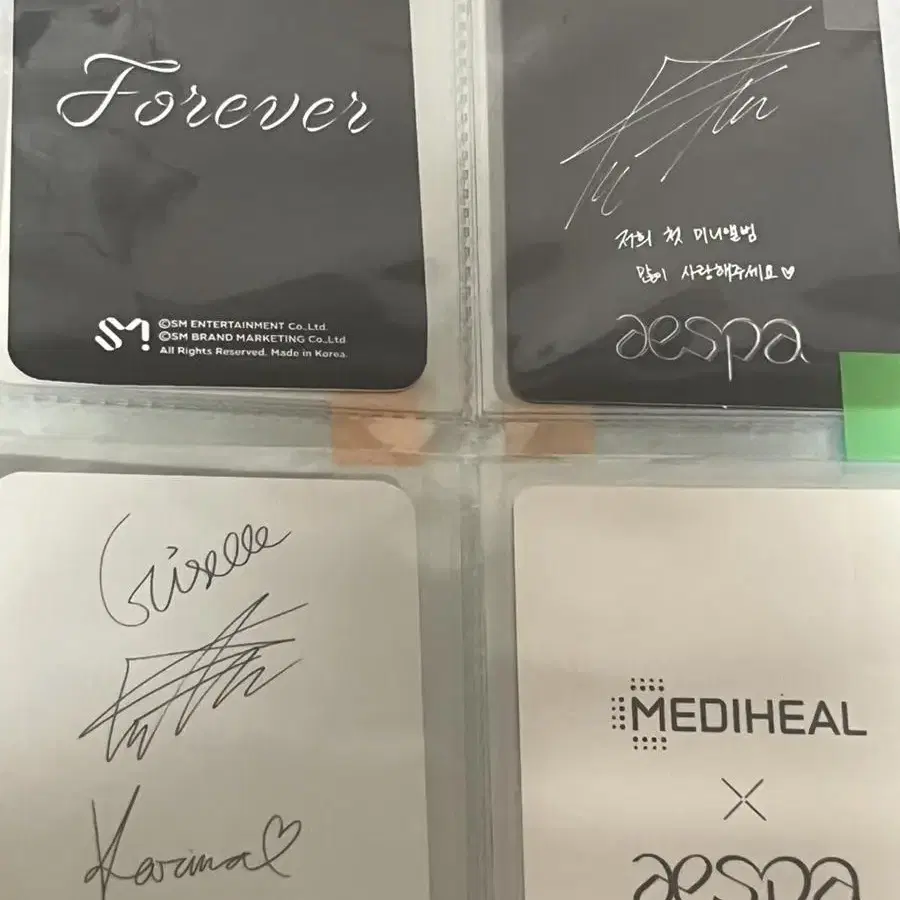 Forever
SM
©SM ENTERTAINMENT Co.,Ltd.
©SM BRAND MARKETING Co.,Ltd
All Rights Reserved. Made in Korea.
저희 첫 미니앨범
많이 사랑해주세요♡
aespa
Giselle
Karina♡
MEDIHEAL
×
aespa